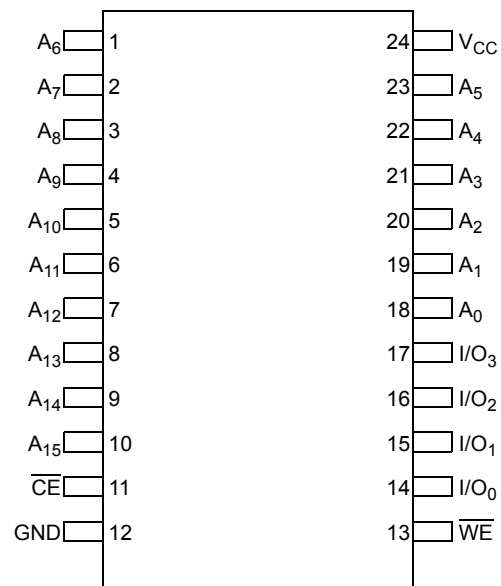 A6 1 24 VCC
A7 2 23 A5
A8 3 22 A4
A9 4 21 A3
A10 5 20 A2
A11 6 19 A1
A12 7 18 A0
A13 8 17 I/O3
A14 9 16 I/O2
A15 10 15 I/O1
CE 11 14 I/O0
GND 12 13 WE